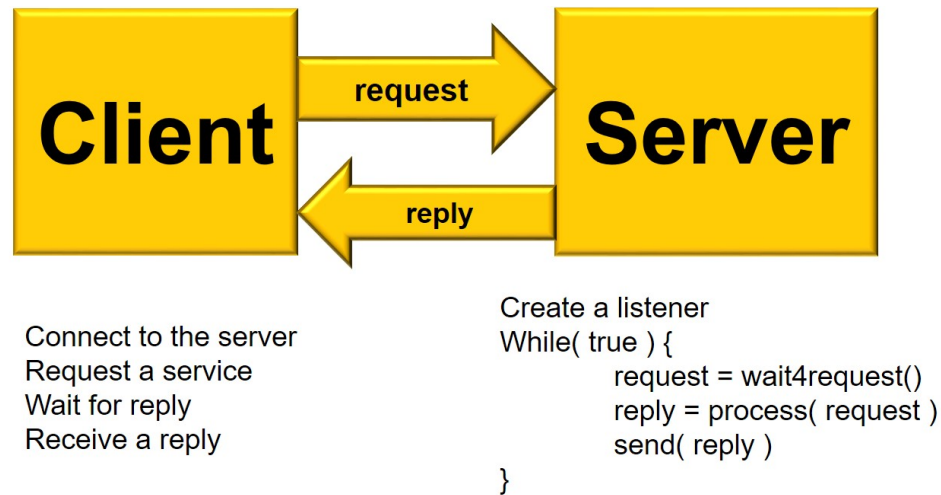 Client
request
Server
reply
Connect to the server
Request a service
Wait for reply
Receive a reply
Create a listener
While( true ) {
request = wait4request()
reply = process( request )
send( reply )
}